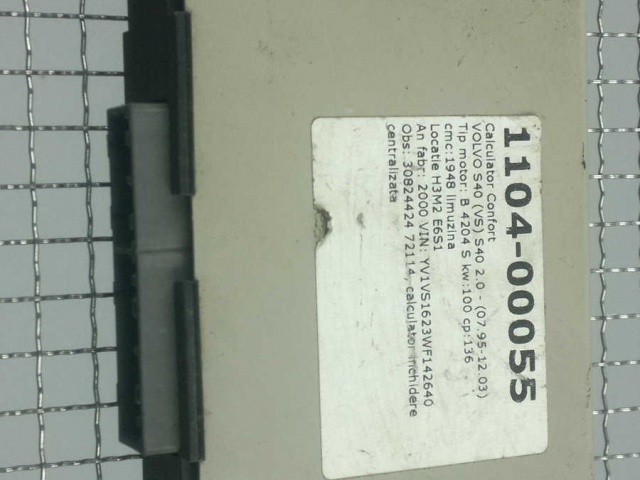 1104-00055
Calculator Confort
VOLVO S40 (VS) S40 2.0 - (07.95-12.03)
Tip motor: B 4204 S kw:100 cp:136
cmc:1948 limuzina
Locatie H3M2 E6S1
An fabr: 2000 VIN: YV1VS1623WF142640
Obs: 30824424 72114, calculator inchidere
centralizata